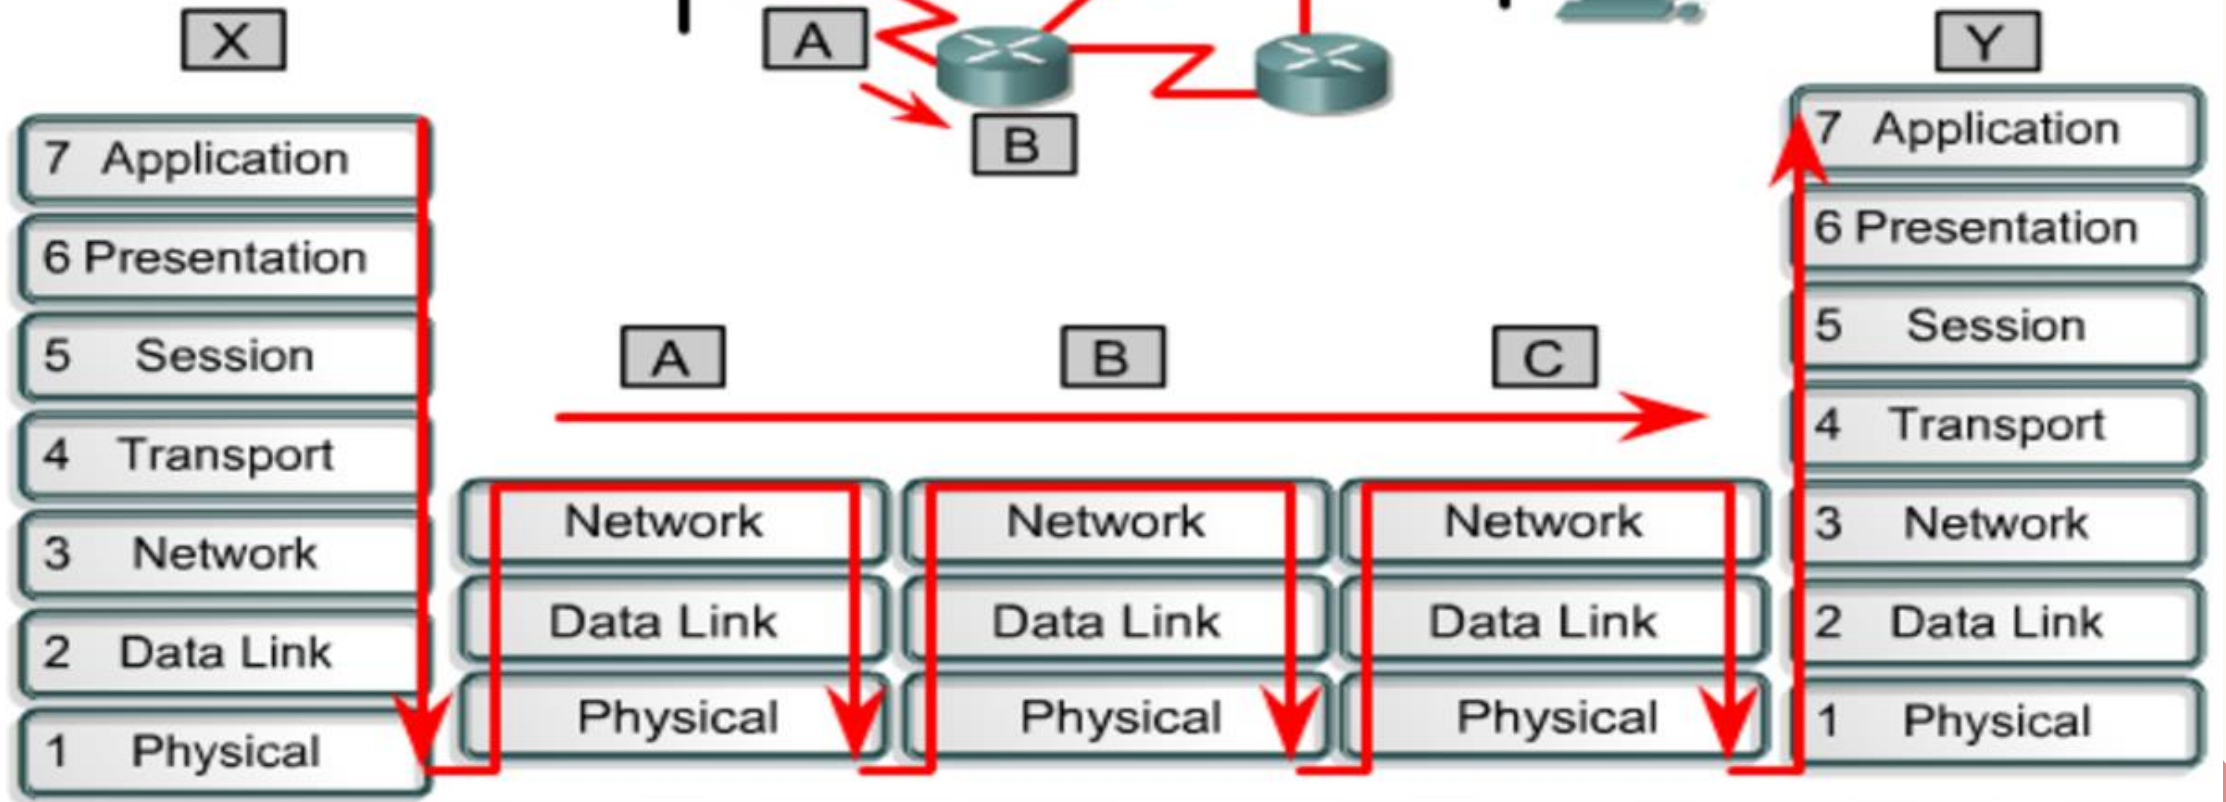 X
A
B
Y
7 Application
6 Presentation
5 Session
4 Transport
3 Network
2 Data Link
1 Physical
A
B
C
Network
Data Link
Physical
Network
Data Link
Physical
Network
Data Link
Physical
7 Application
6 Presentation
5 Session
4 Transport
3 Network
2 Data Link
1 Physical